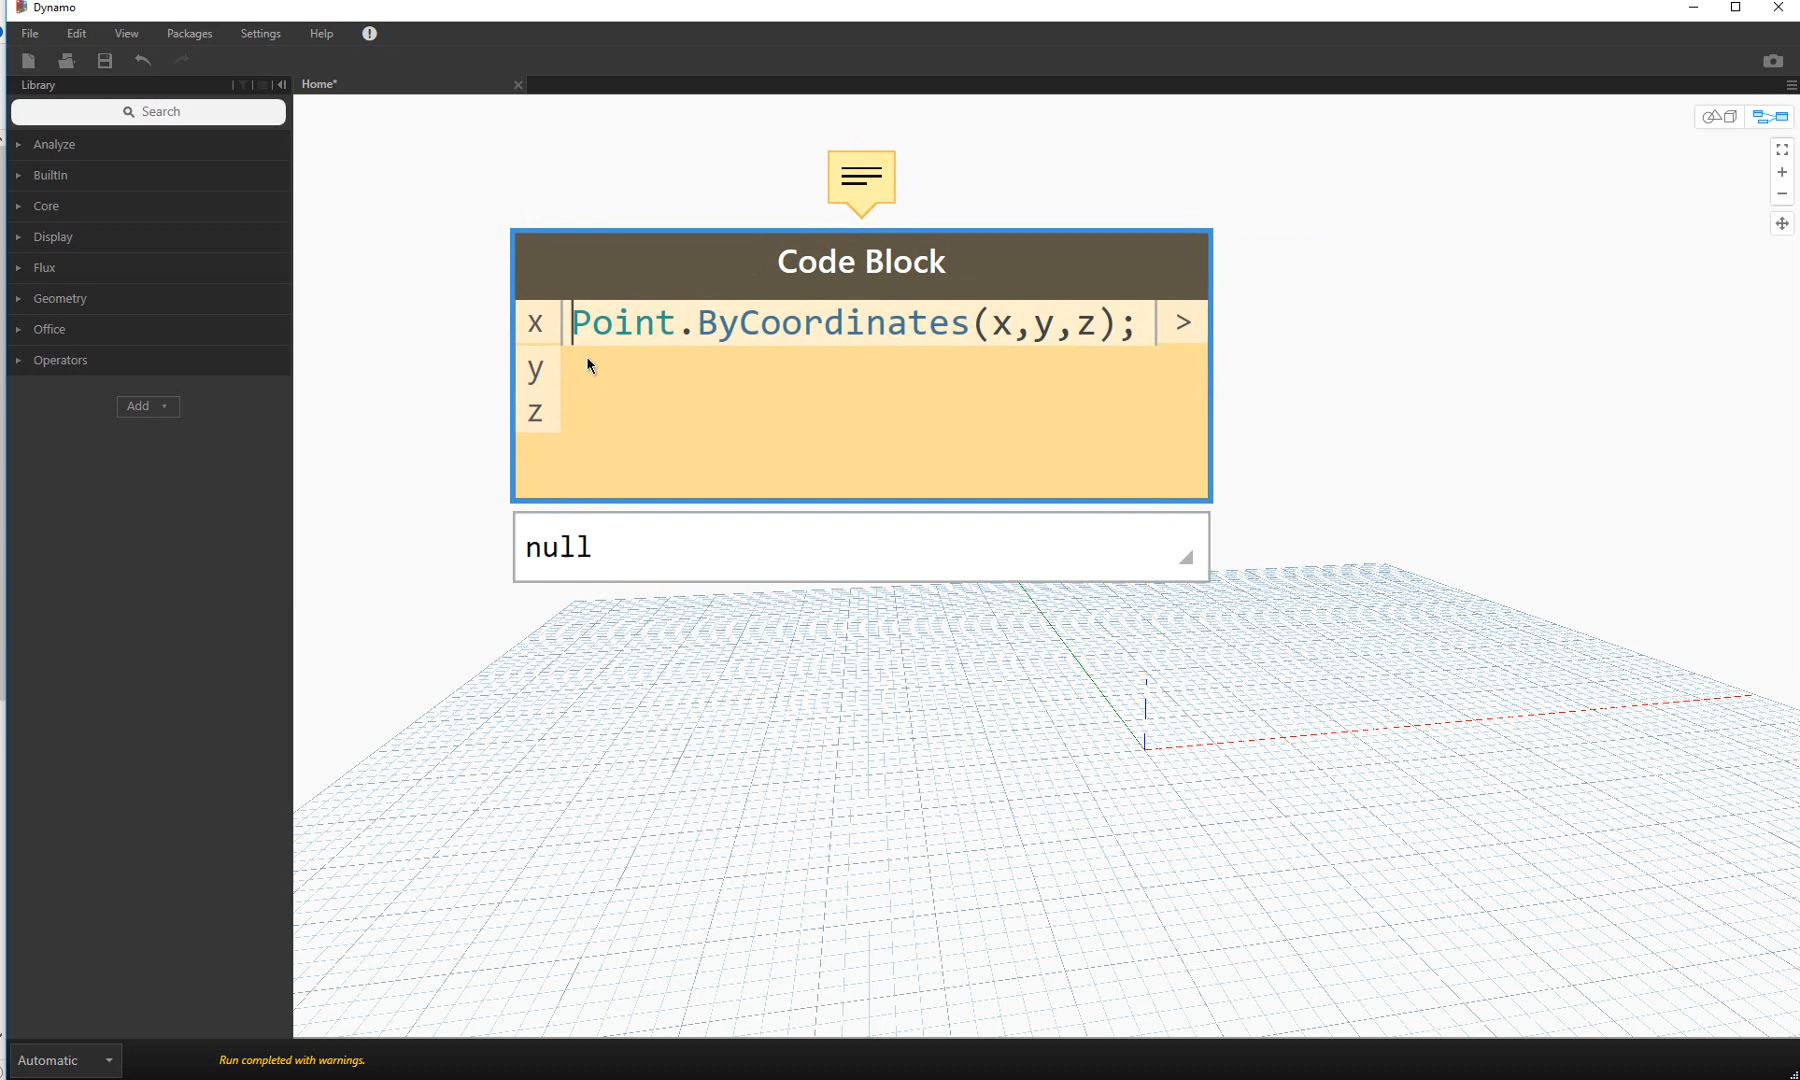 Dynamo
File Edit View Packages Settings Help
Library
Home*
Search
Analyze
BuiltIn
Core
Display
Flux
Geometry
Office
Operators
Add
Code Block
x Point.ByCoordinates(x,y,z); >
y
z
null
Automatic
Run completed with warnings.